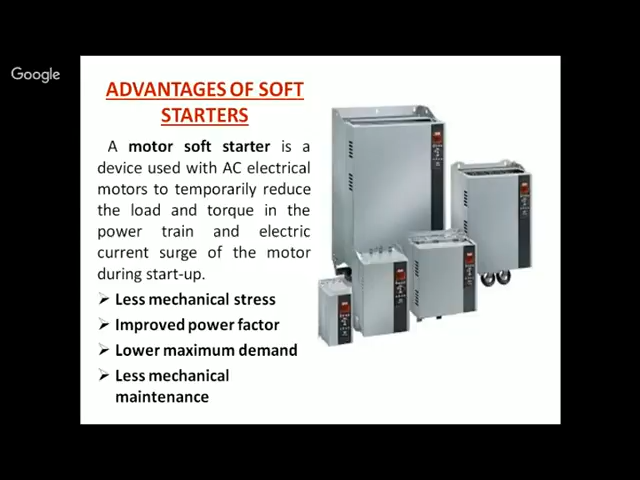 Google
ADVANTAGES OF SOFT
STARTERS
A motor soft starter is a
device used with AC electrical
motors to temporarily reduce
the load and torque in the
power train and electric
current surge of the motor
during start-up.
➢ Less mechanical stress
➢ Improved power factor
➢ Lower maximum demand
➢ Less mechanical
maintenance